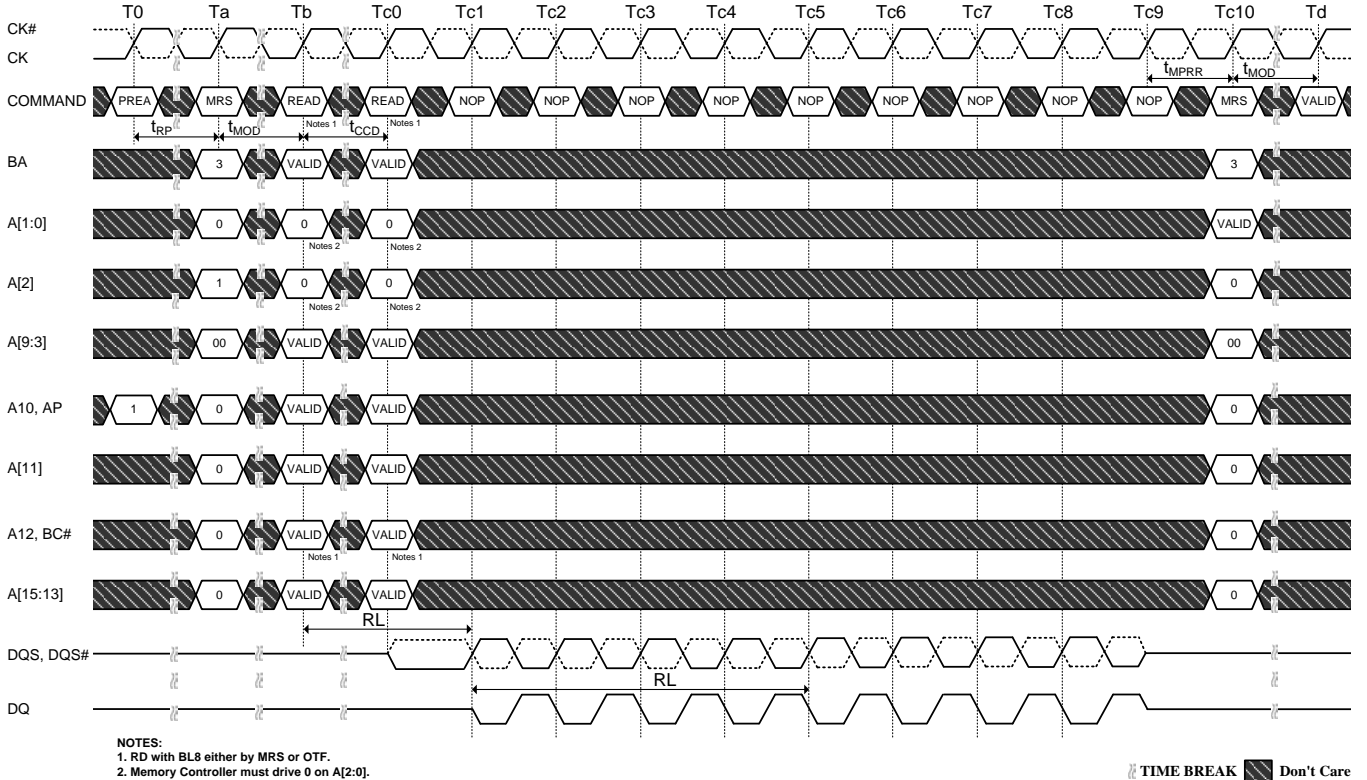 T0 Ta Tb Tc0 Tc1 Tc2 Tc3 Tc4 Tc5 Tc6 Tc7 Tc8 Tc9 Tc10 Td
CK#
CK
tMPRR tMOD
COMMAND PREA MRS READ READ NOP NOP NOP NOP NOP NOP NOP NOP NOP MRS VALID
Notes 1 Notes 1
tRP tMOD tCCD
BA 3 VALID VALID 3
A[1:0] 0 0 0 VALID
Notes 2 Notes 2
A[2] 1 0 0 0
Notes 2 Notes 2
A[9:3] 00 VALID VALID 00
A10, AP 1 0 VALID VALID 0
A[11] 0 VALID VALID 0
A12, BC# 0 VALID VALID 0
Notes 1 Notes 1
A[15:13] 0 VALID VALID 0
RL
DQS, DQS#
RL
DQ
NOTES:
1. RD with BL8 either by MRS or OTF.
2. Memory Controller must drive 0 on A[2:0].
TIME BREAK Don't Care